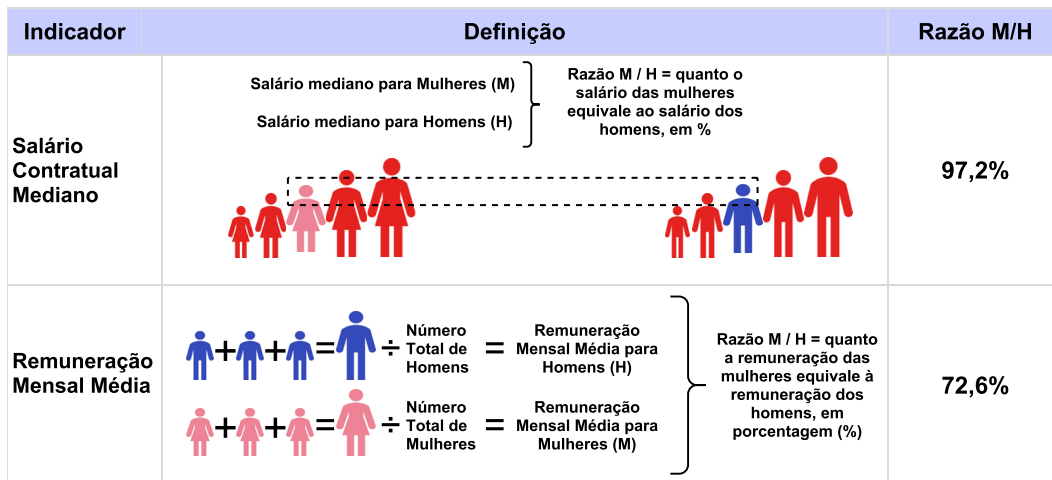 Indicador
Definição
Razão M/H
Salário
Contratual
Mediano
Salário mediano para Mulheres (M)
Salário mediano para Homens (H)
Razão M / H = quanto o
salário das mulheres
equivale ao salário dos
homens, em %
97,2%
Remuneração
Mensal Média
+ + = ÷
Número
Total de
Homens
=
Remuneração
Mensal Média para
Homens (H)
+ + = ÷
Número
Total de
Mulheres
=
Remuneração
Mensal Média para
Mulheres (M)
Razão M / H = quanto
a remuneração das
mulheres equivale à
remuneração dos
homens, em
porcentagem (%)
72,6%